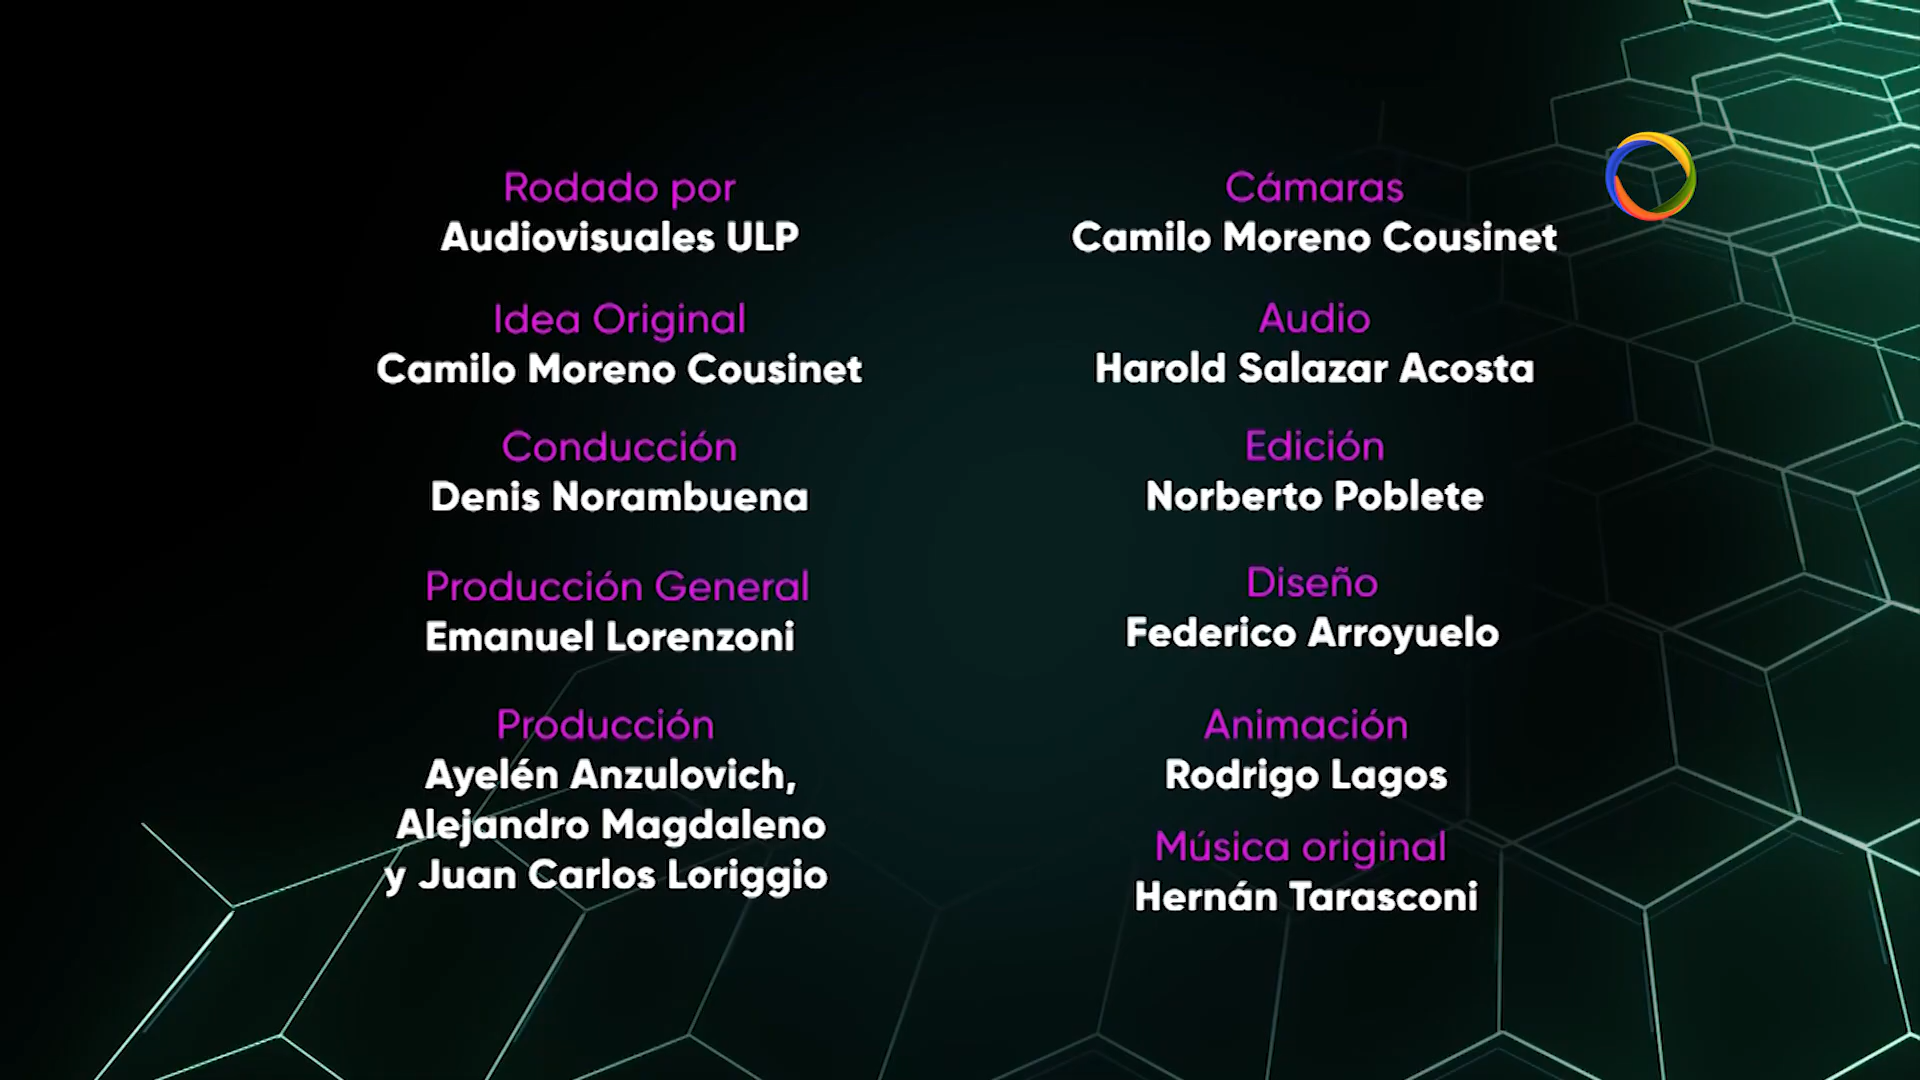 Rodado por
Audiovisuales ULP
Idea Original
Camilo Moreno Cousinet
Conducción
Denis Norambuena
Producción General
Emanuel Lorenzoni
Producción
Ayelén Anzulovich,
Alejandro Magdaleno
y Juan Carlos Loriggio
Cámaras
Camilo Moreno Cousinet
Audio
Harold Salazar Acosta
Edición
Norberto Poblete
Diseño
Federico Arroyuelo
Animación
Rodrigo Lagos
Música original
Hernán Tarasconi